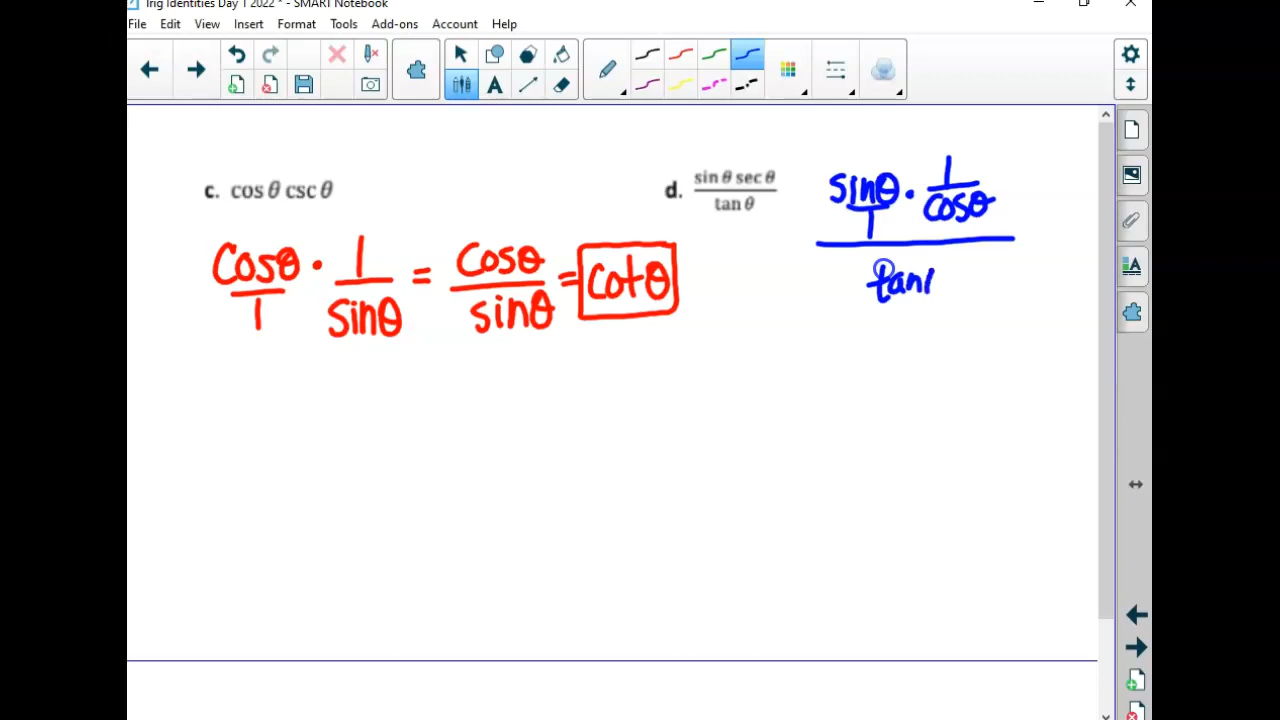 Trig Identities Day 1 2022 * - SMART Notebook
File Edit View Insert Format Tools Add-ons Account Help
c. cos θ csc θ
cosθ/1 · 1/sinθ = cosθ/sinθ = cotθ
d. sin θ sec θ / tan θ
sinθ/1 · 1/cosθ
tan